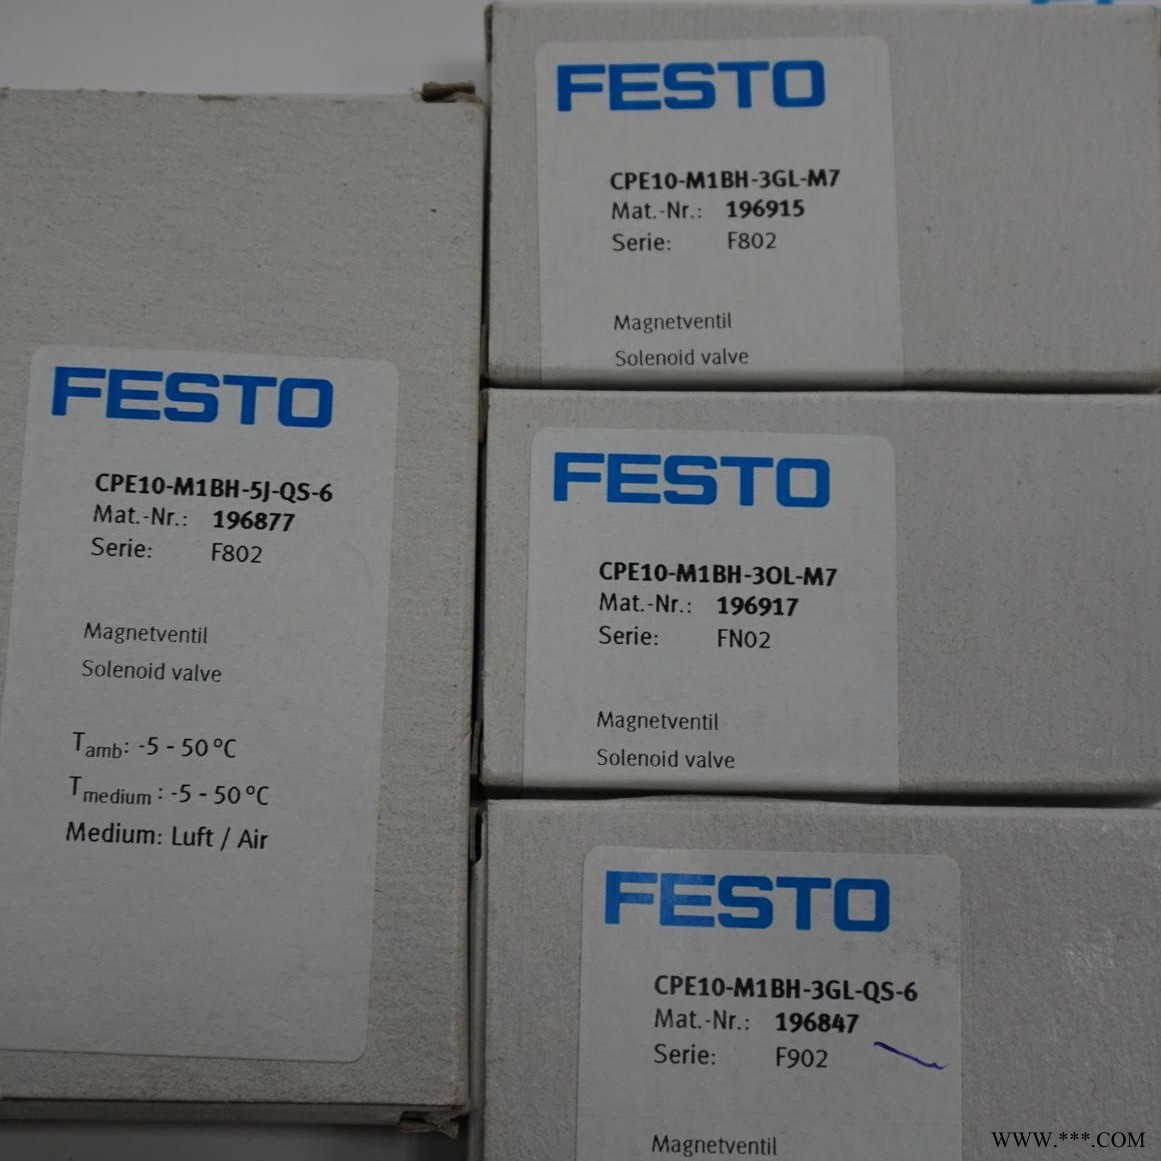 FESTO
CPE10-M1BH-5J-QS-6
Mat.-Nr.: 196877
Serie: F802
Magnetventil
Solenoid valve
Tamb: -5 - 50 °C
Tmedium : -5 - 50 °C
Medium: Luft / Air
FESTO
CPE10-M1BH-3GL-M7
Mat.-Nr.: 196915
Serie: F802
Magnetventil
Solenoid valve
FESTO
CPE10-M1BH-3OL-M7
Mat.-Nr.: 196917
Serie: FN02
Magnetventil
Solenoid valve
FESTO
CPE10-M1BH-3GL-QS-6
Mat.-Nr.: 196847
Serie: F902
Magnetventil
WWW.***.COM